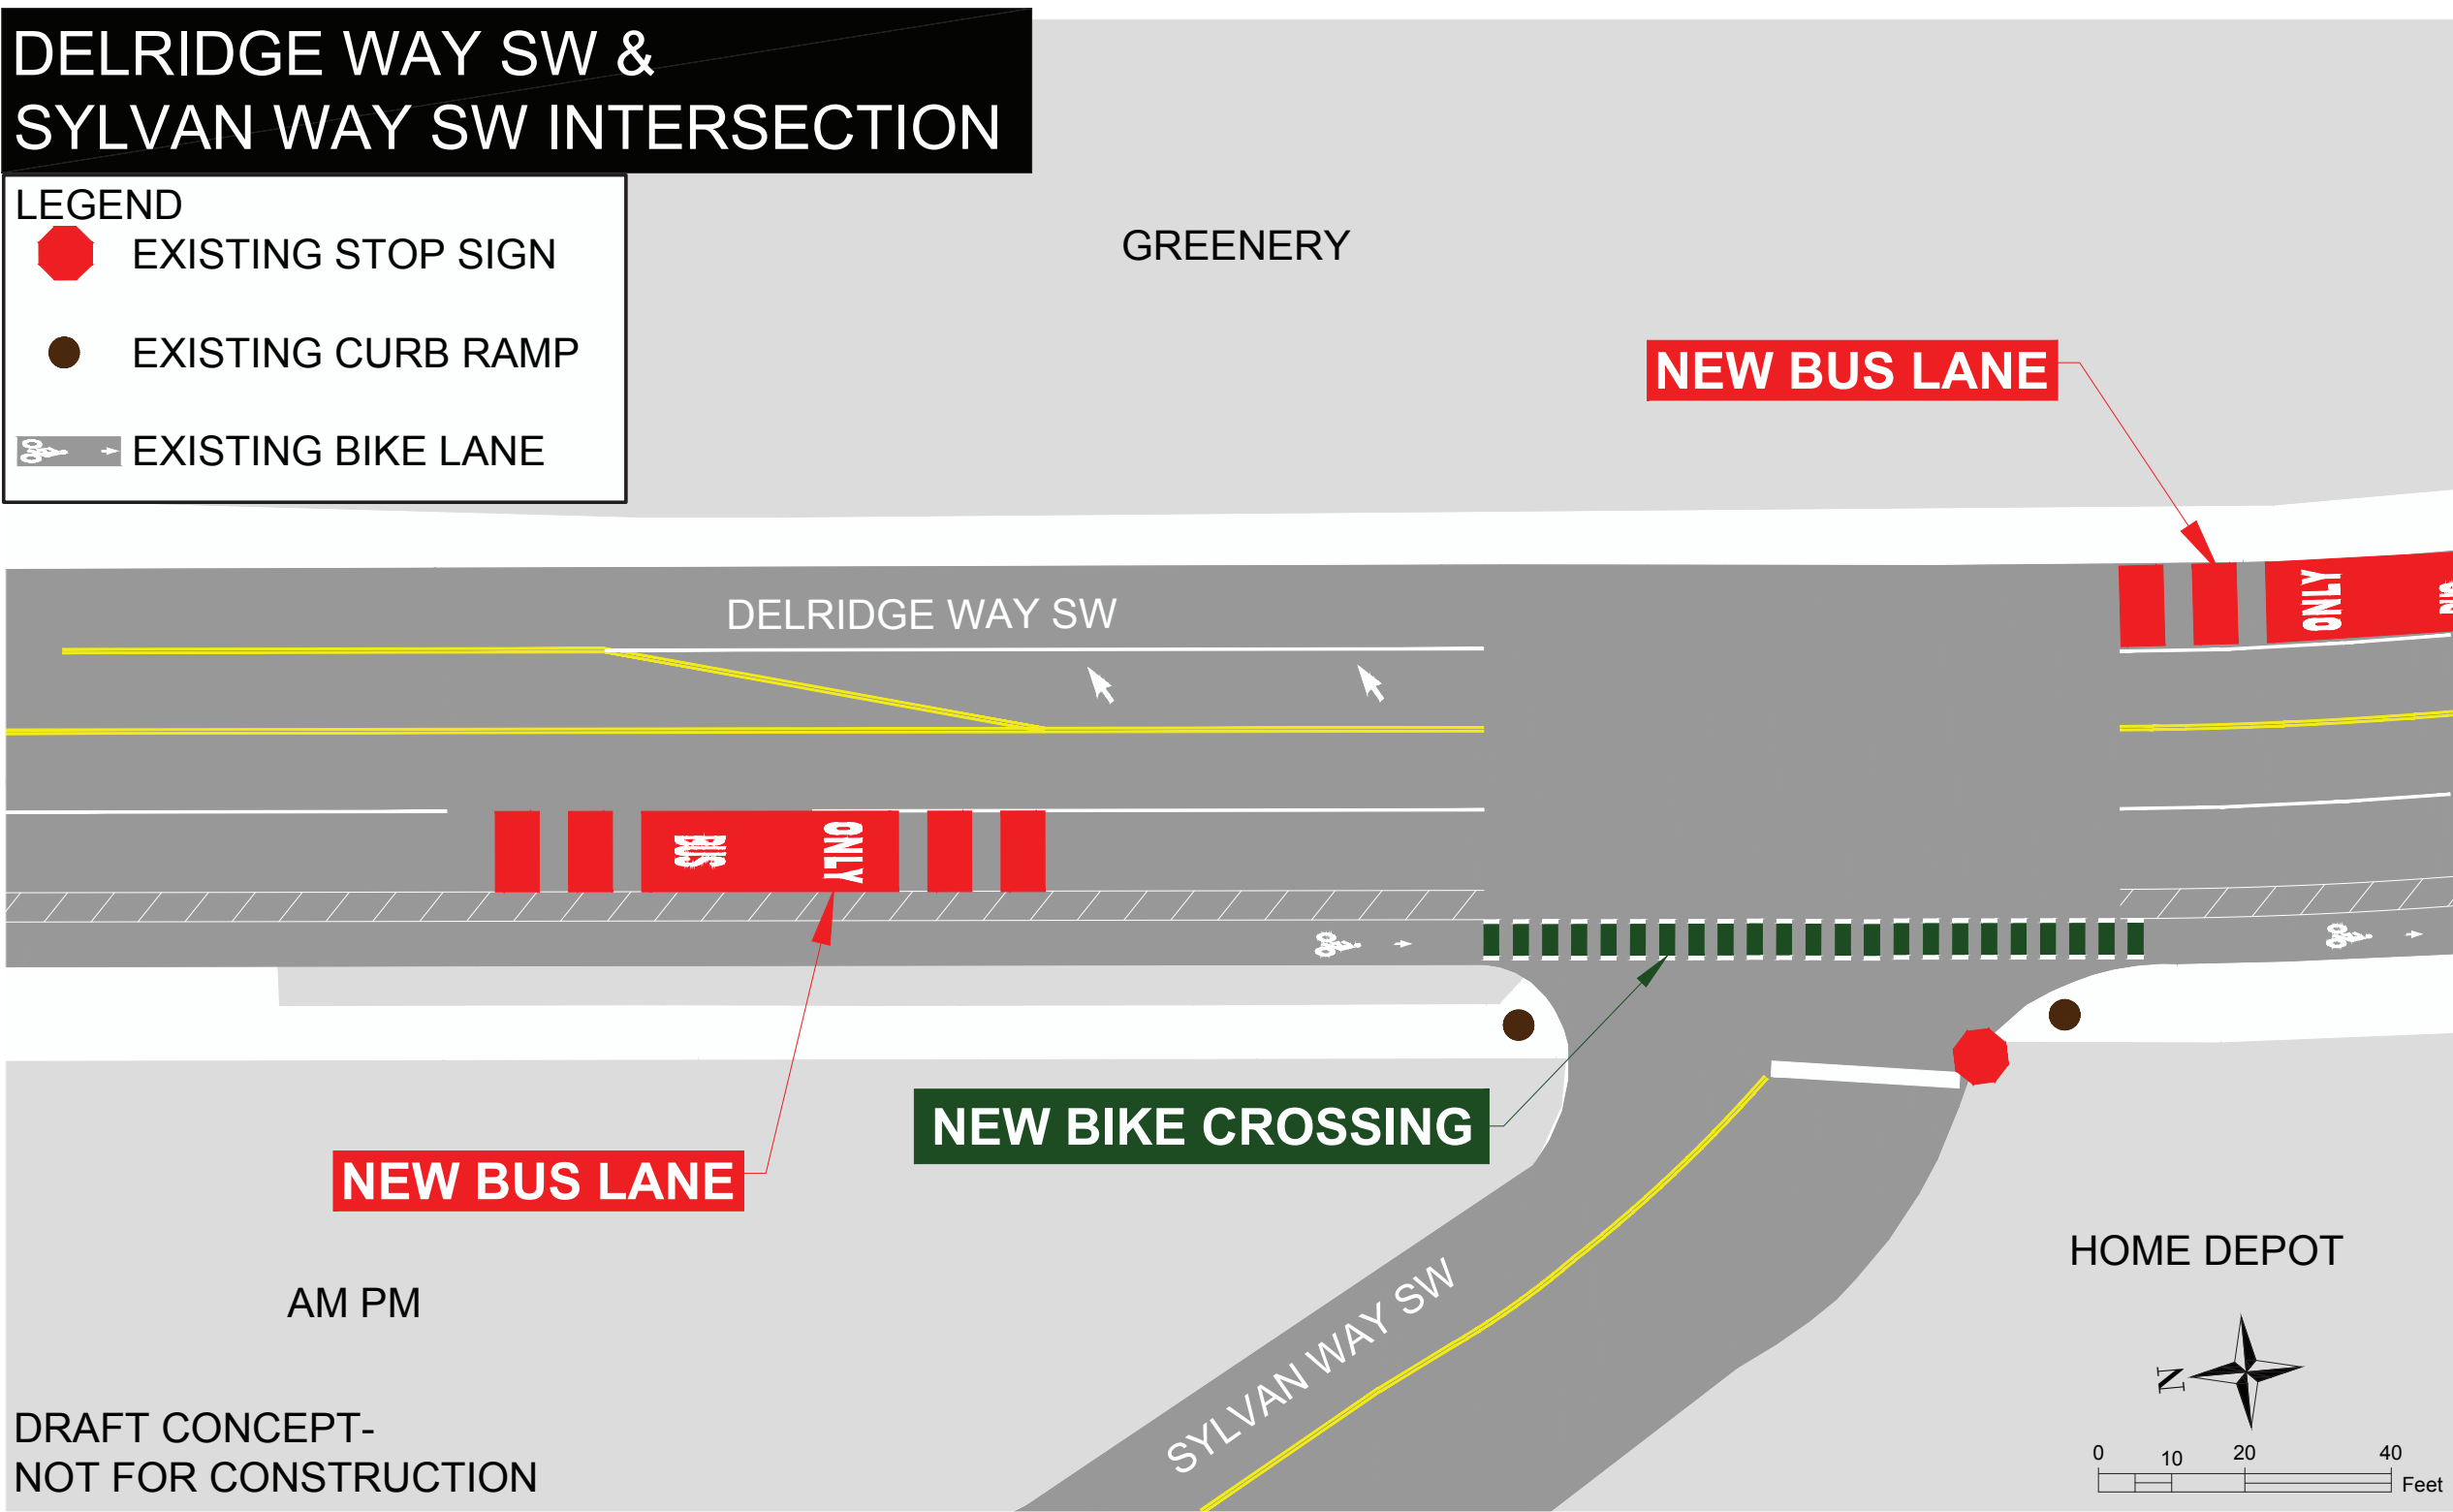 DELRIDGE WAY SW &
SYLVAN WAY SW INTERSECTION
LEGEND
EXISTING STOP SIGN
EXISTING CURB RAMP
EXISTING BIKE LANE
GREENERY
NEW BUS LANE
DELRIDGE WAY SW
ONLY
BUS
ONLY
NEW BIKE CROSSING
NEW BUS LANE
SYLVAN WAY SW
HOME DEPOT
AM PM
N
DRAFT CONCEPT-
NOT FOR CONSTRUCTION
0 10 20 40
Feet